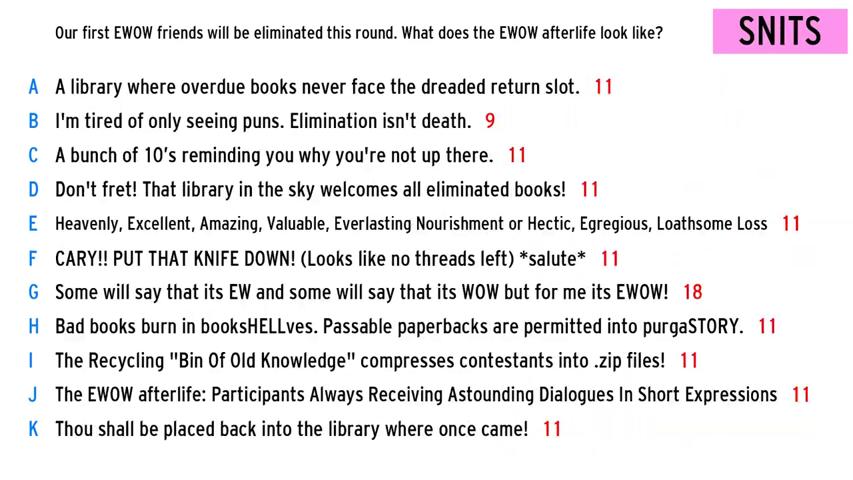 Our first EWOW friends will be eliminated this round. What does the EWOW afterlife look like?
SNITS
A A library where overdue books never face the dreaded return slot. 11
B I'm tired of only seeing puns. Elimination isn't death. 9
C A bunch of 10’s reminding you why you're not up there. 11
D Don't fret! That library in the sky welcomes all eliminated books! 11
E Heavenly, Excellent, Amazing, Valuable, Everlasting Nourishment or Hectic, Egregious, Loathsome Loss 11
F CARY!! PUT THAT KNIFE DOWN! (Looks like no threads left) *salute* 11
G Some will say that its EW and some will say that its WOW but for me its EWOW! 18
H Bad books burn in booksHELLves. Passable paperbacks are permitted into purgaSTORY. 11
I The Recycling "Bin Of Old Knowledge" compresses contestants into .zip files! 11
J The EWOW afterlife: Participants Always Receiving Astounding Dialogues In Short Expressions 11
K Thou shall be placed back into the library where once came! 11